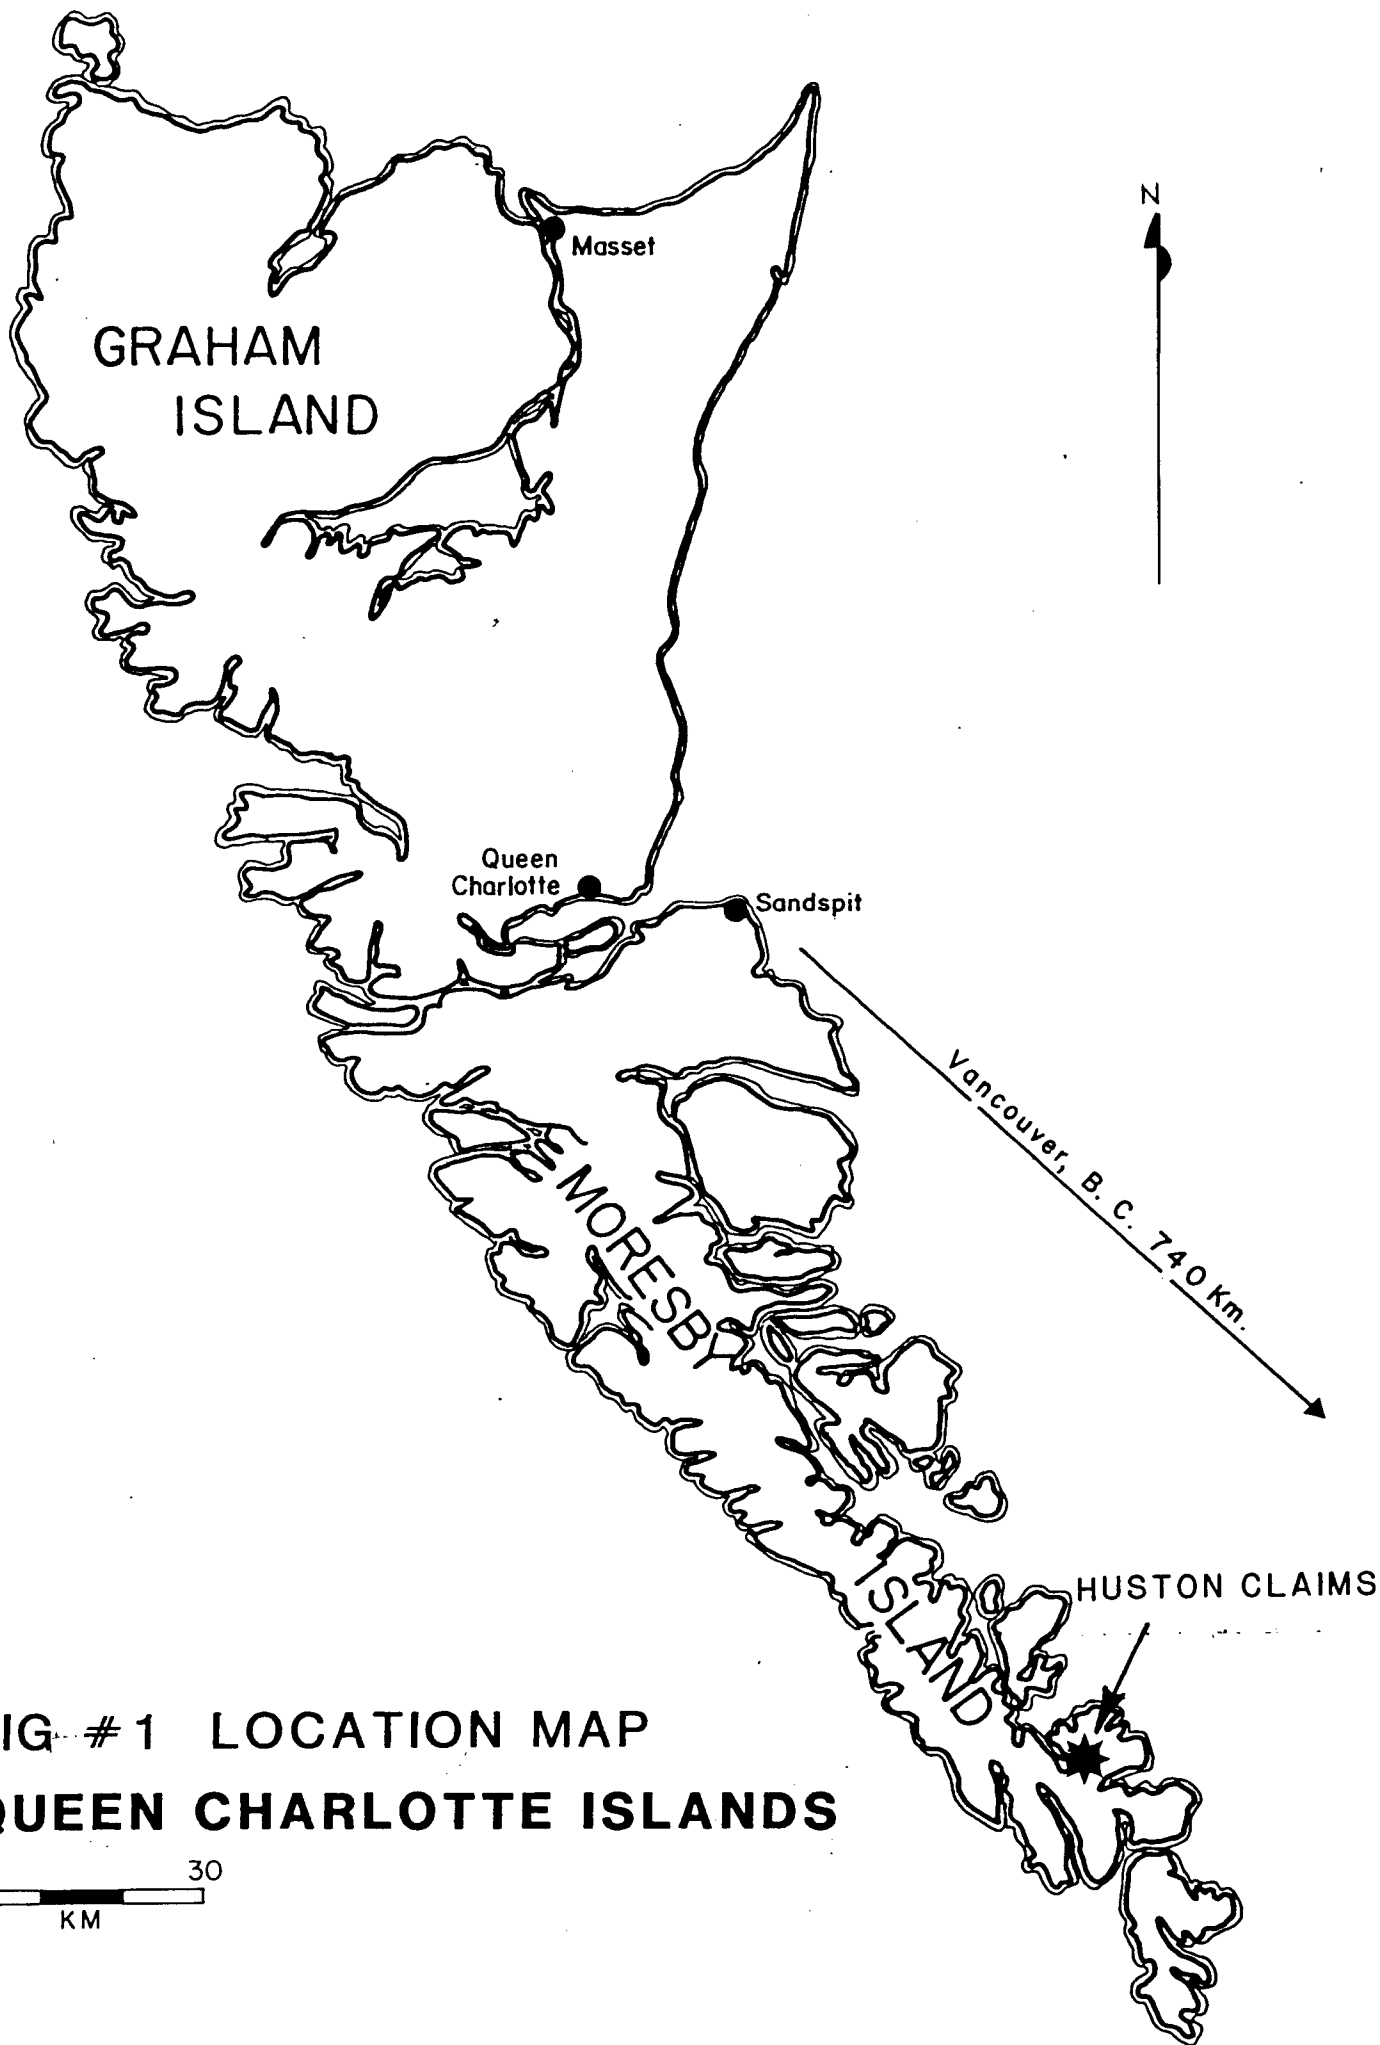 N
Masset
GRAHAM
ISLAND
Queen
Charlotte
Sandspit
Vancouver, B. C. 740 Km.
MORESBY
ISLAND
HUSTON CLAIMS
IG #1 LOCATION MAP
QUEEN CHARLOTTE ISLANDS
30
KM